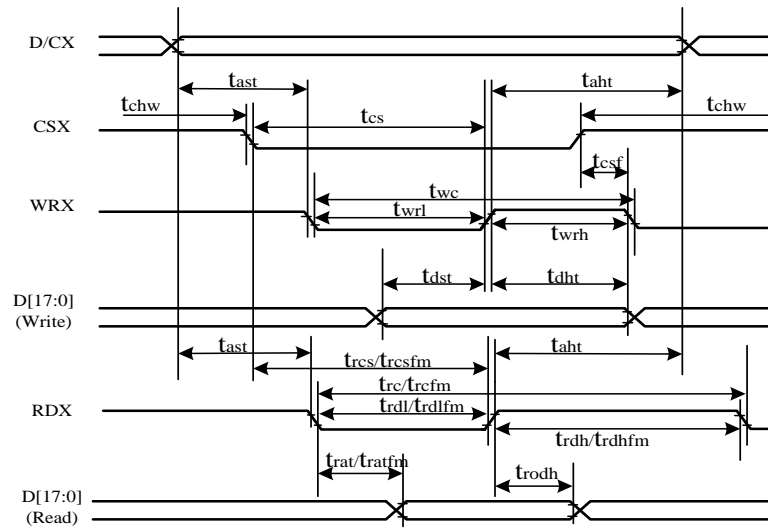 D/CX
tast
taht
tchw
tchw
CSX
tcs
tcsf
twc
WRX
twrl
twrh
tdst
tdht
D[17:0]
(Write)
tast
taht
trcs/trcsfm
trc/trcfm
RDX
trdl/trdlfm
trdh/trdhfm
trat/tratfm
trodh
D[17:0]
(Read)